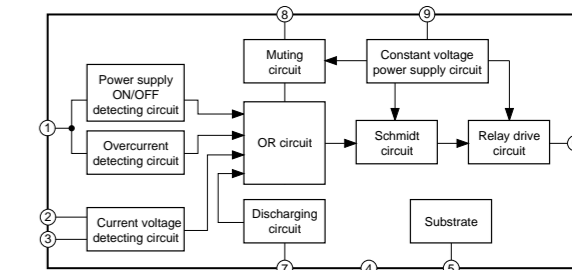 8
9
Muting
circuit
Constant voltage
power supply circuit
Power supply
ON/OFF
detecting circuit
1
Overcurrent
detecting circuit
OR circuit
Schmidt
circuit
Relay drive
circuit
2
3
Current voltage
detecting circuit
Discharging
circuit
Substrate
7
4
5